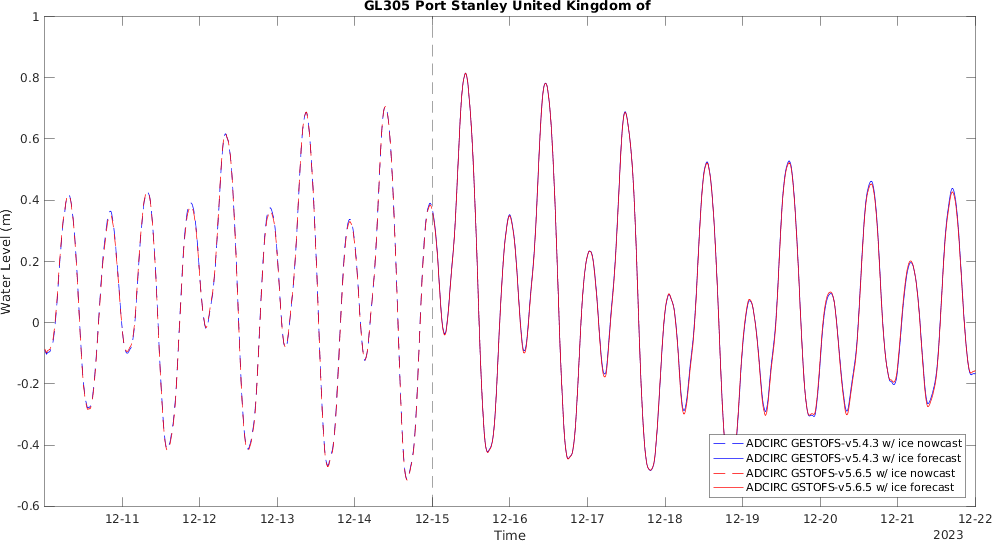 GL305 Port Stanley United Kingdom of
1
0.8
0.6
0.4
0.2
0
-0.2
-0.4
-0.6
Water Level (m)
12-11 12-12 12-13 12-14 12-15 12-16 12-17 12-18 12-19 12-20 12-21 12-22
Time
2023
ADCIRC GESTOFS-v5.4.3 w/ ice nowcast
ADCIRC GESTOFS-v5.4.3 w/ ice forecast
ADCIRC GSTOFS-v5.6.5 w/ ice nowcast
ADCIRC GSTOFS-v5.6.5 w/ ice forecast